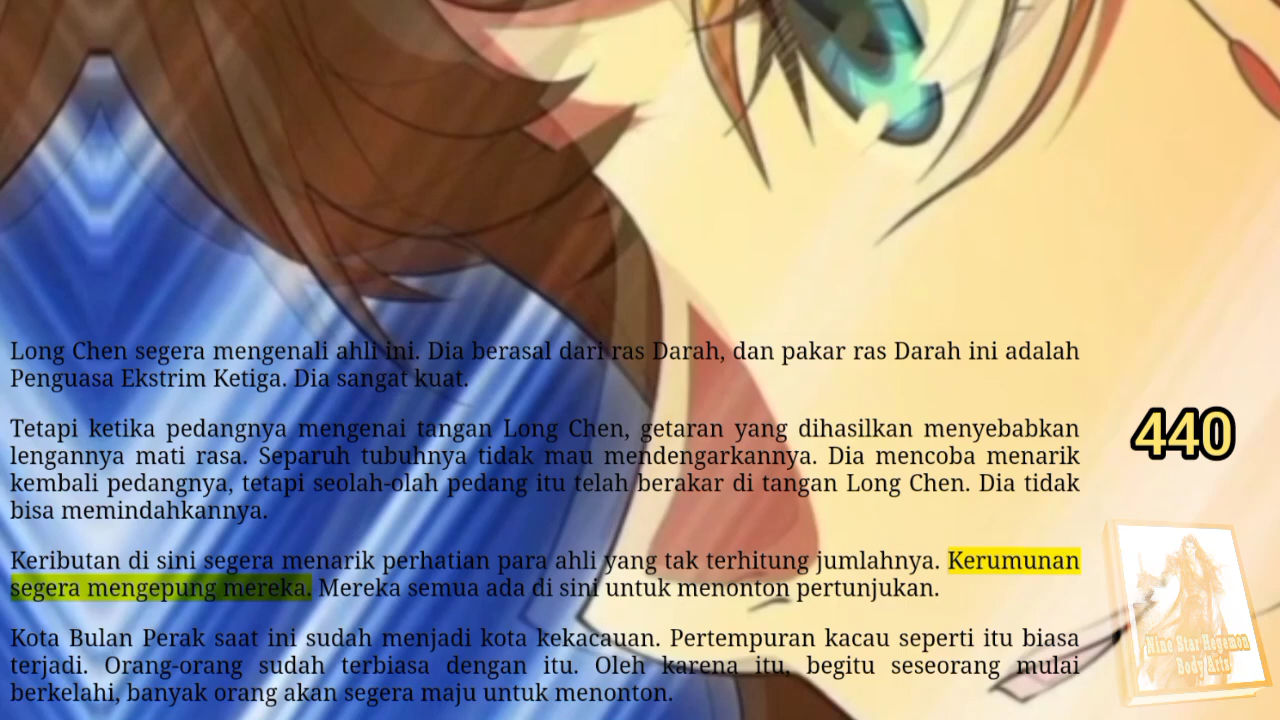 Long Chen segera mengenali ahli ini. Dia berasal dari ras Darah, dan pakar ras Darah ini adalah
Penguasa Ekstrim Ketiga. Dia sangat kuat.
Tetapi ketika pedangnya mengenai tangan Long Chen, getaran yang dihasilkan menyebabkan
lengannya mati rasa. Separuh tubuhnya tidak mau mendengarkannya. Dia mencoba menarik
kembali pedangnya, tetapi seolah-olah pedang itu telah berakar di tangan Long Chen. Dia tidak
bisa memindahkannya.
Keributan di sini segera menarik perhatian para ahli yang tak terhitung jumlahnya. Kerumunan
segera mengepung mereka. Mereka semua ada di sini untuk menonton pertunjukan.
Kota Bulan Perak saat ini sudah menjadi kota kekacauan. Pertempuran kacau seperti itu biasa
terjadi. Orang-orang sudah terbiasa dengan itu. Oleh karena itu, begitu seseorang mulai
berkelahi, banyak orang akan segera maju untuk menonton.
440
Nine Star Hegemon
Body Arts